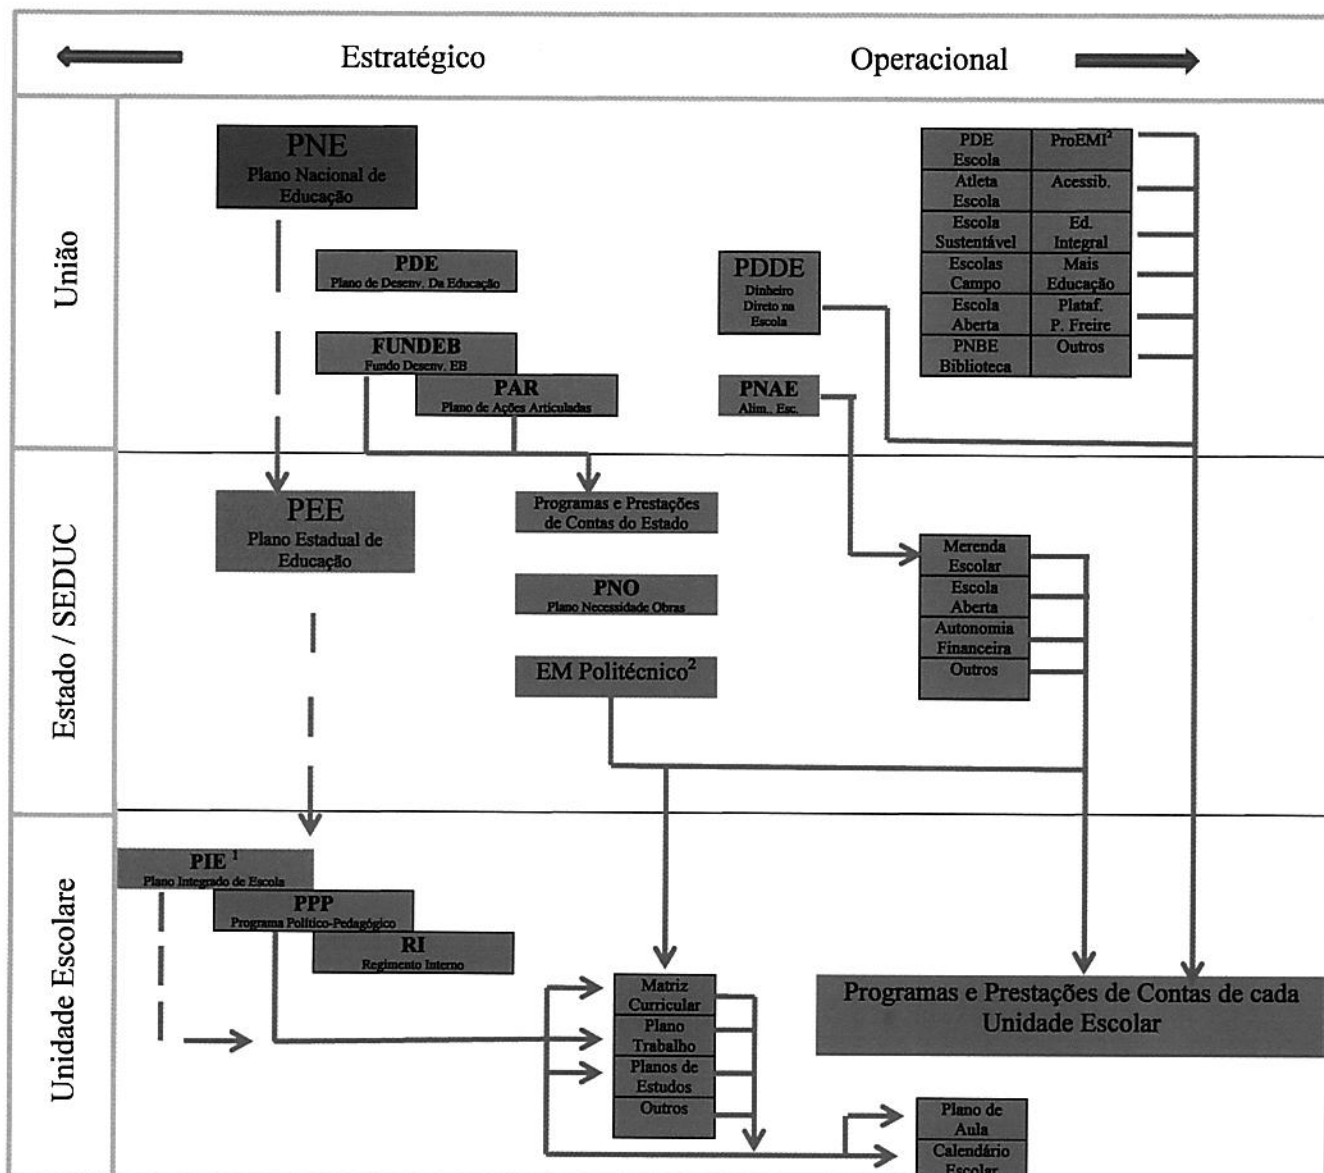 Estratégico
Operacional
União
PNE
Plano Nacional de
Educação
PDE
Plano de Desenv. Da Educação
FUNDEB
Fundo Desenv. EB
PAR
Plano de Ações Articuladas
PDDE
Dinheiro
Direto na
Escola
PNAE
Alim., Esc.
PDE
Escola
ProEMI²
Atleta
Escola
Acessib.
Escola
Sustentável
Ed.
Integral
Escolas
Campo
Mais
Educação
Escola
Aberta
Plataf.
P. Freire
PNBE
Biblioteca
Outros
Estado / SEDUC
PEE
Plano Estadual de
Educação
Programas e Prestações
de Contas do Estado
PNO
Plano Necessidade Obras
EM Politécnico²
Merenda
Escolar
Escola
Aberta
Autonomia
Financeira
Outros
Unidade Escolare
PIE ¹
Plano Integrado de Escola
PPP
Programa Político-Pedagógico
RI
Regimento Interno
Matriz
Curricular
Plano
Trabalho
Planos de
Estudos
Outros
Programas e Prestações de Contas de cada
Unidade Escolar
Plano de
Aula
Calendário
Escolar